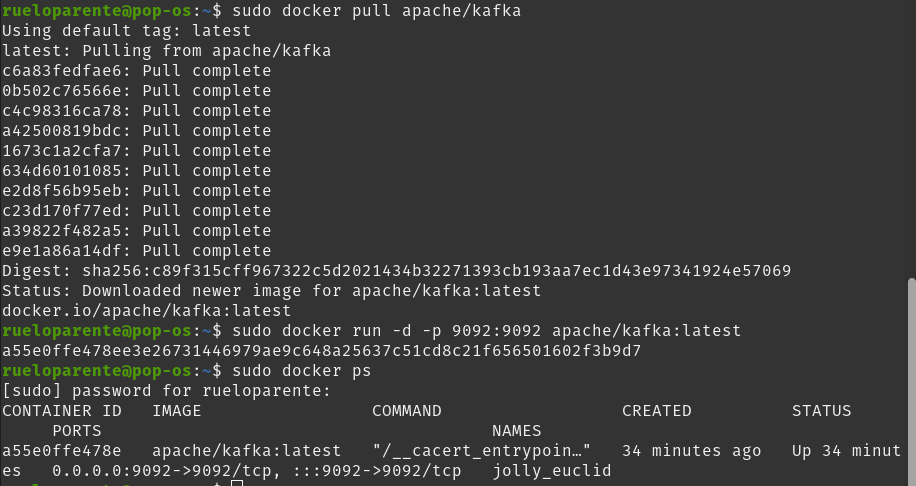 rueloparente@pop-os:~$ sudo docker pull apache/kafka
Using default tag: latest
latest: Pulling from apache/kafka
c6a83fedfae6: Pull complete
0b502c76566e: Pull complete
c4c98316ca78: Pull complete
a42500819bdc: Pull complete
1673c1a2cfa7: Pull complete
634d60101085: Pull complete
e2d8f56b95eb: Pull complete
c23d170f77ed: Pull complete
a39822f482a5: Pull complete
e9e1a86a14df: Pull complete
Digest: sha256:c89f315cff967322c5d2021434b32271393cb193aa7ec1d43e97341924e57069
Status: Downloaded newer image for apache/kafka:latest
docker.io/apache/kafka:latest
rueloparente@pop-os:~$ sudo docker run -d -p 9092:9092 apache/kafka:latest
a55e0ffe478ee3e26731446979ae9c648a25637c51cd8c21f656501602f3b9d7
rueloparente@pop-os:~$ sudo docker ps
[sudo] password for rueloparente:
CONTAINER ID   IMAGE                 COMMAND                  CREATED          STATUS
     PORTS                                       NAMES
a55e0ffe478e   apache/kafka:latest   "/__cacert_entrypoin…"   34 minutes ago   Up 34 minut
es   0.0.0.0:9092->9092/tcp, :::9092->9092/tcp   jolly_euclid
rueloparente@pop-os:~$